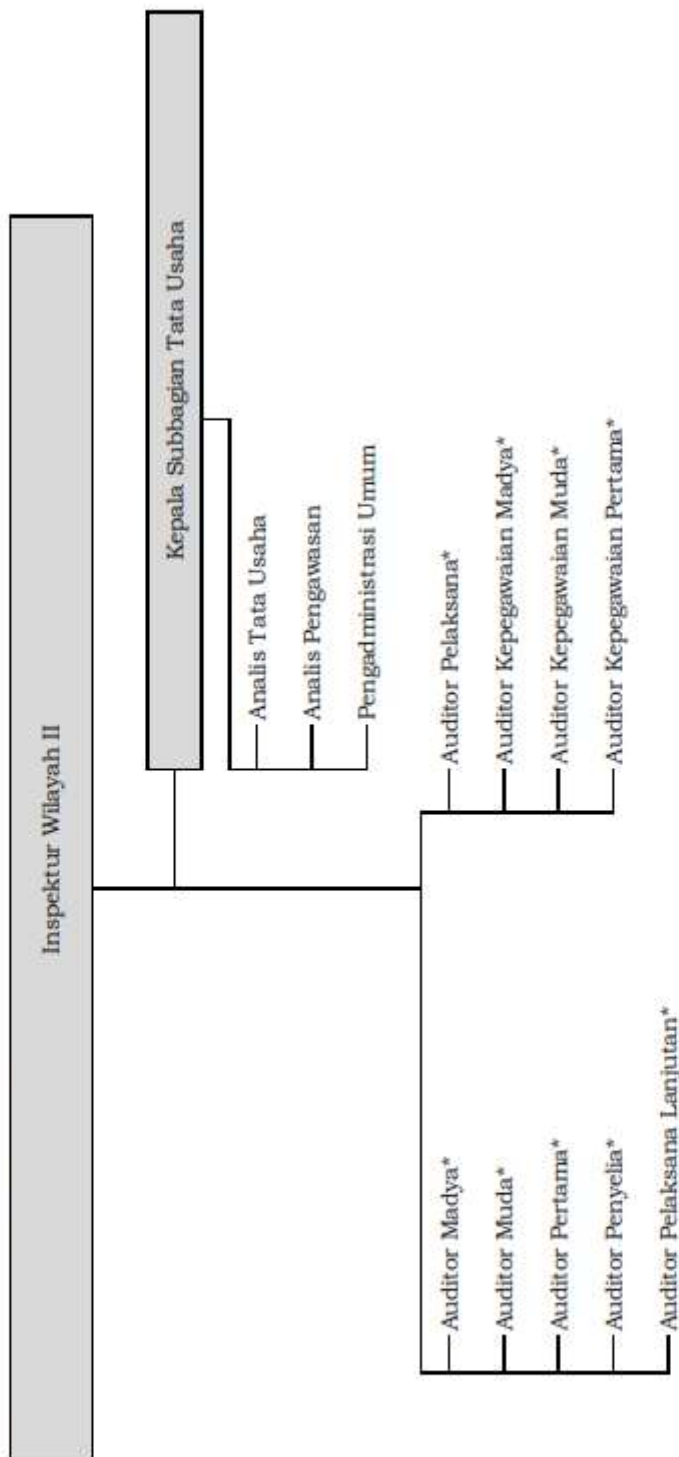 Inspektur Wilayah II
Kepala Subbagian Tata Usaha
Analis Tata Usaha
Analis Pengawasan
Pengadministrasi Umum
Auditor Madya*
Auditor Muda*
Auditor Pertama*
Auditor Penyelia*
Auditor Pelaksana Lanjutan*
Auditor Pelaksana*
Auditor Kepegawaian Madya*
Auditor Kepegawaian Muda*
Auditor Kepegawaian Pertama*